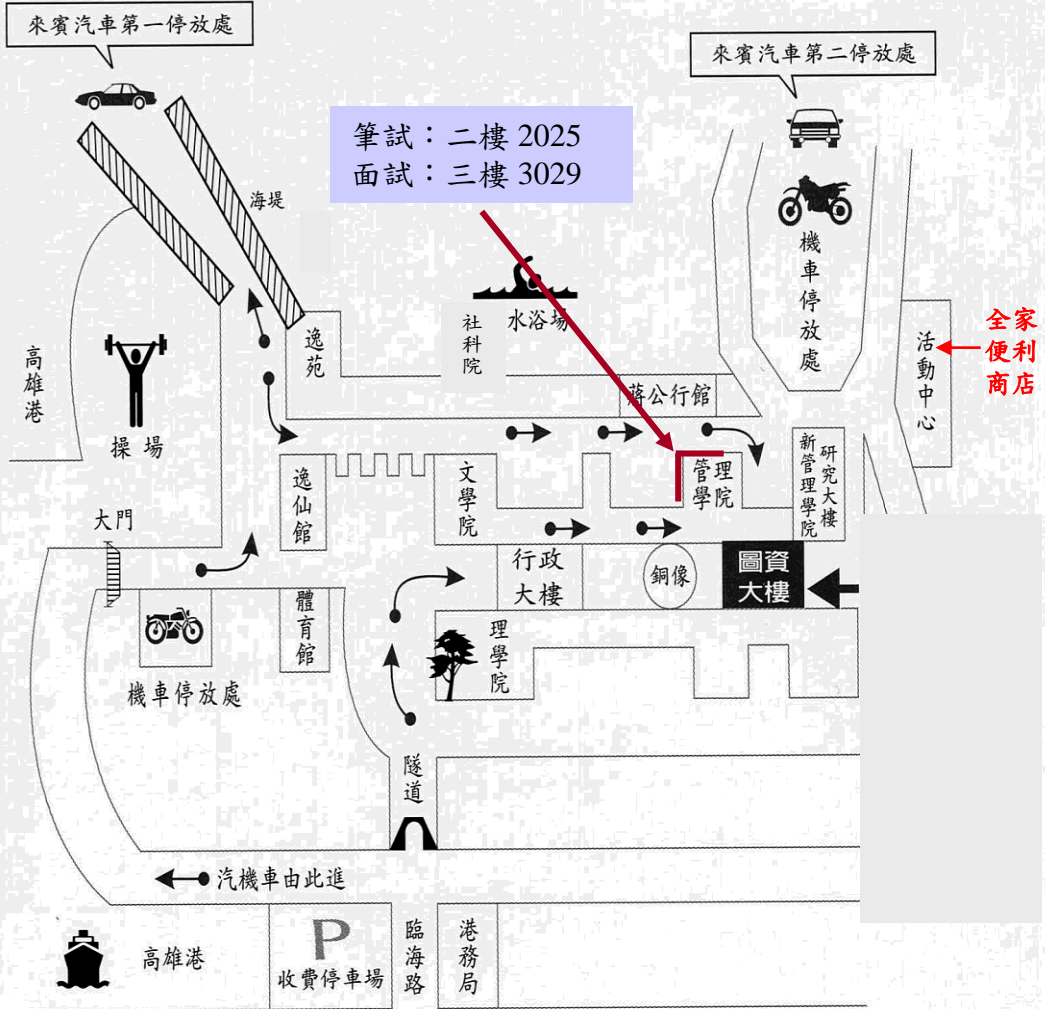 來賓汽車第一停放處
來賓汽車第二停放處
筆試：二樓 2025
面試：三樓 3029
海堤
機車停放處
水浴場
社科院
逸苑
全家
便利
商店
活動中心
高雄港
操場
蔣公行館
逸仙館
文學院
管理
學院
研究大樓
新管理學院
大門
行政
大樓
銅像
圖資
大樓
體育館
理學院
機車停放處
隧道
汽機車由此進
高雄港
P
收費停車場
臨海路
港務局